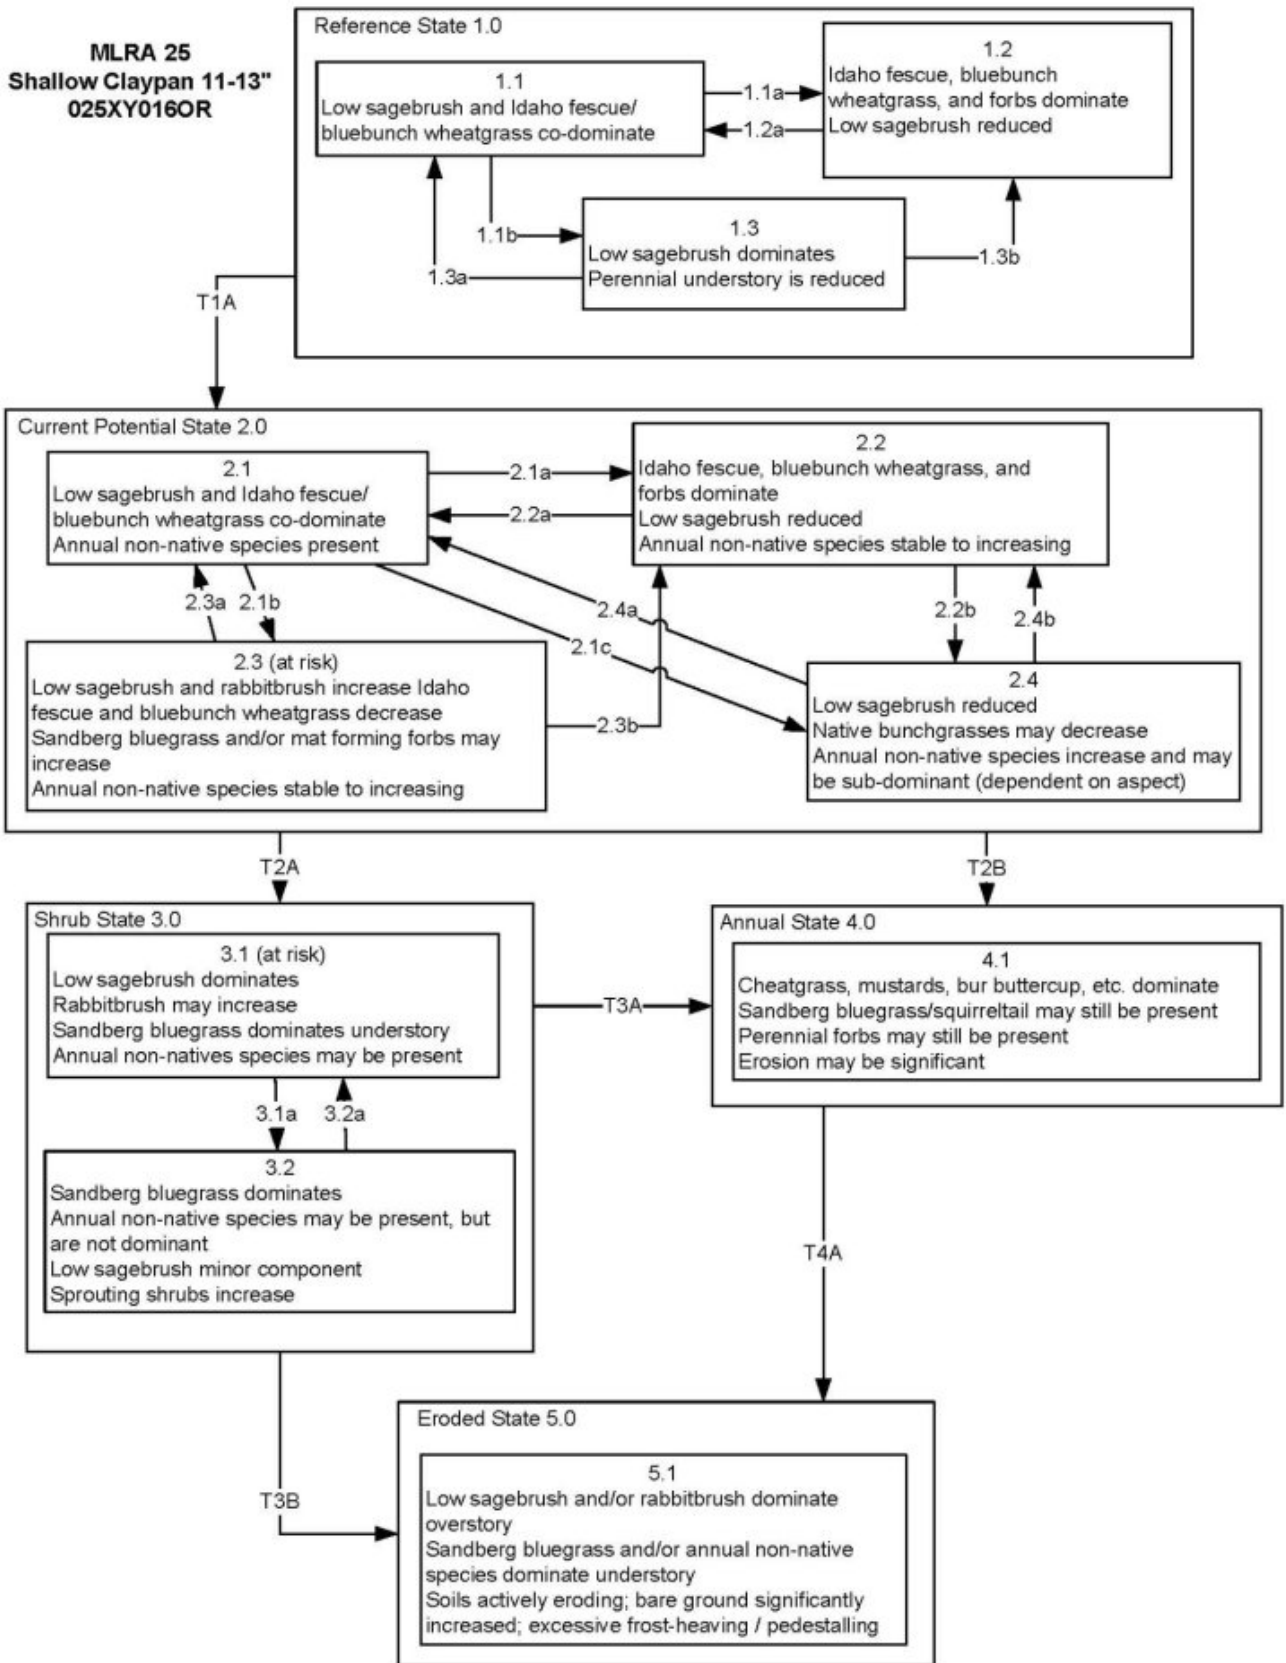 MLRA 25
Shallow Claypan 11-13"
025XY016OR
Reference State 1.0
1.1
Low sagebrush and Idaho fescue/
bluebunch wheatgrass co-dominate
1.1a
1.2a
1.2
Idaho fescue, bluebunch
wheatgrass, and forbs dominate
Low sagebrush reduced
1.1b
1.3a
1.3
Low sagebrush dominates
Perennial understory is reduced
1.3b
T1A
Current Potential State 2.0
2.1
Low sagebrush and Idaho fescue/
bluebunch wheatgrass co-dominate
Annual non-native species present
2.1a
2.2a
2.2
Idaho fescue, bluebunch wheatgrass, and
forbs dominate
Low sagebrush reduced
Annual non-native species stable to increasing
2.3a
2.1b
2.4a
2.1c
2.2b
2.4b
2.3 (at risk)
Low sagebrush and rabbitbrush increase Idaho
fescue and bluebunch wheatgrass decrease
Sandberg bluegrass and/or mat forming forbs may
increase
Annual non-native species stable to increasing
2.3b
2.4
Low sagebrush reduced
Native bunchgrasses may decrease
Annual non-native species increase and may
be sub-dominant (dependent on aspect)
T2A
T2B
Shrub State 3.0
3.1 (at risk)
Low sagebrush dominates
Rabbitbrush may increase
Sandberg bluegrass dominates understory
Annual non-natives species may be present
3.1a
3.2a
3.2
Sandberg bluegrass dominates
Annual non-native species may be present, but
are not dominant
Low sagebrush minor component
Sprouting shrubs increase
T3A
Annual State 4.0
4.1
Cheatgrass, mustards, bur buttercup, etc. dominate
Sandberg bluegrass/squirreltail may still be present
Perennial forbs may still be present
Erosion may be significant
T4A
T3B
Eroded State 5.0
5.1
Low sagebrush and/or rabbitbrush dominate
overstory
Sandberg bluegrass and/or annual non-native
species dominate understory
Soils actively eroding; bare ground significantly
increased; excessive frost-heaving / pedestalling